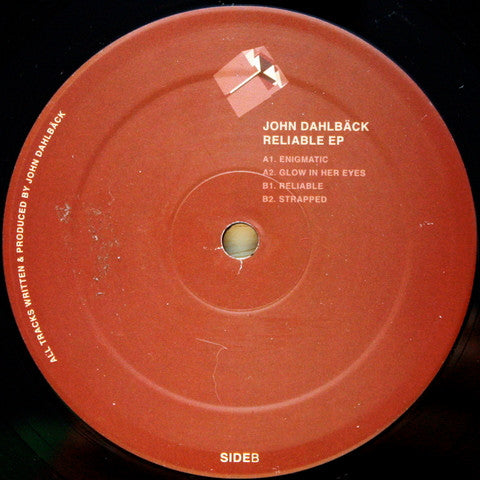 JOHN DAHLBÄCK
RELIABLE EP
A1. ENIGMATIC
A2. GLOW IN HER EYES
B1. RELIABLE
B2. STRAPPED
ALL TRACKS WRITTEN & PRODUCED BY JOHN DAHLBÄCK
SIDEB